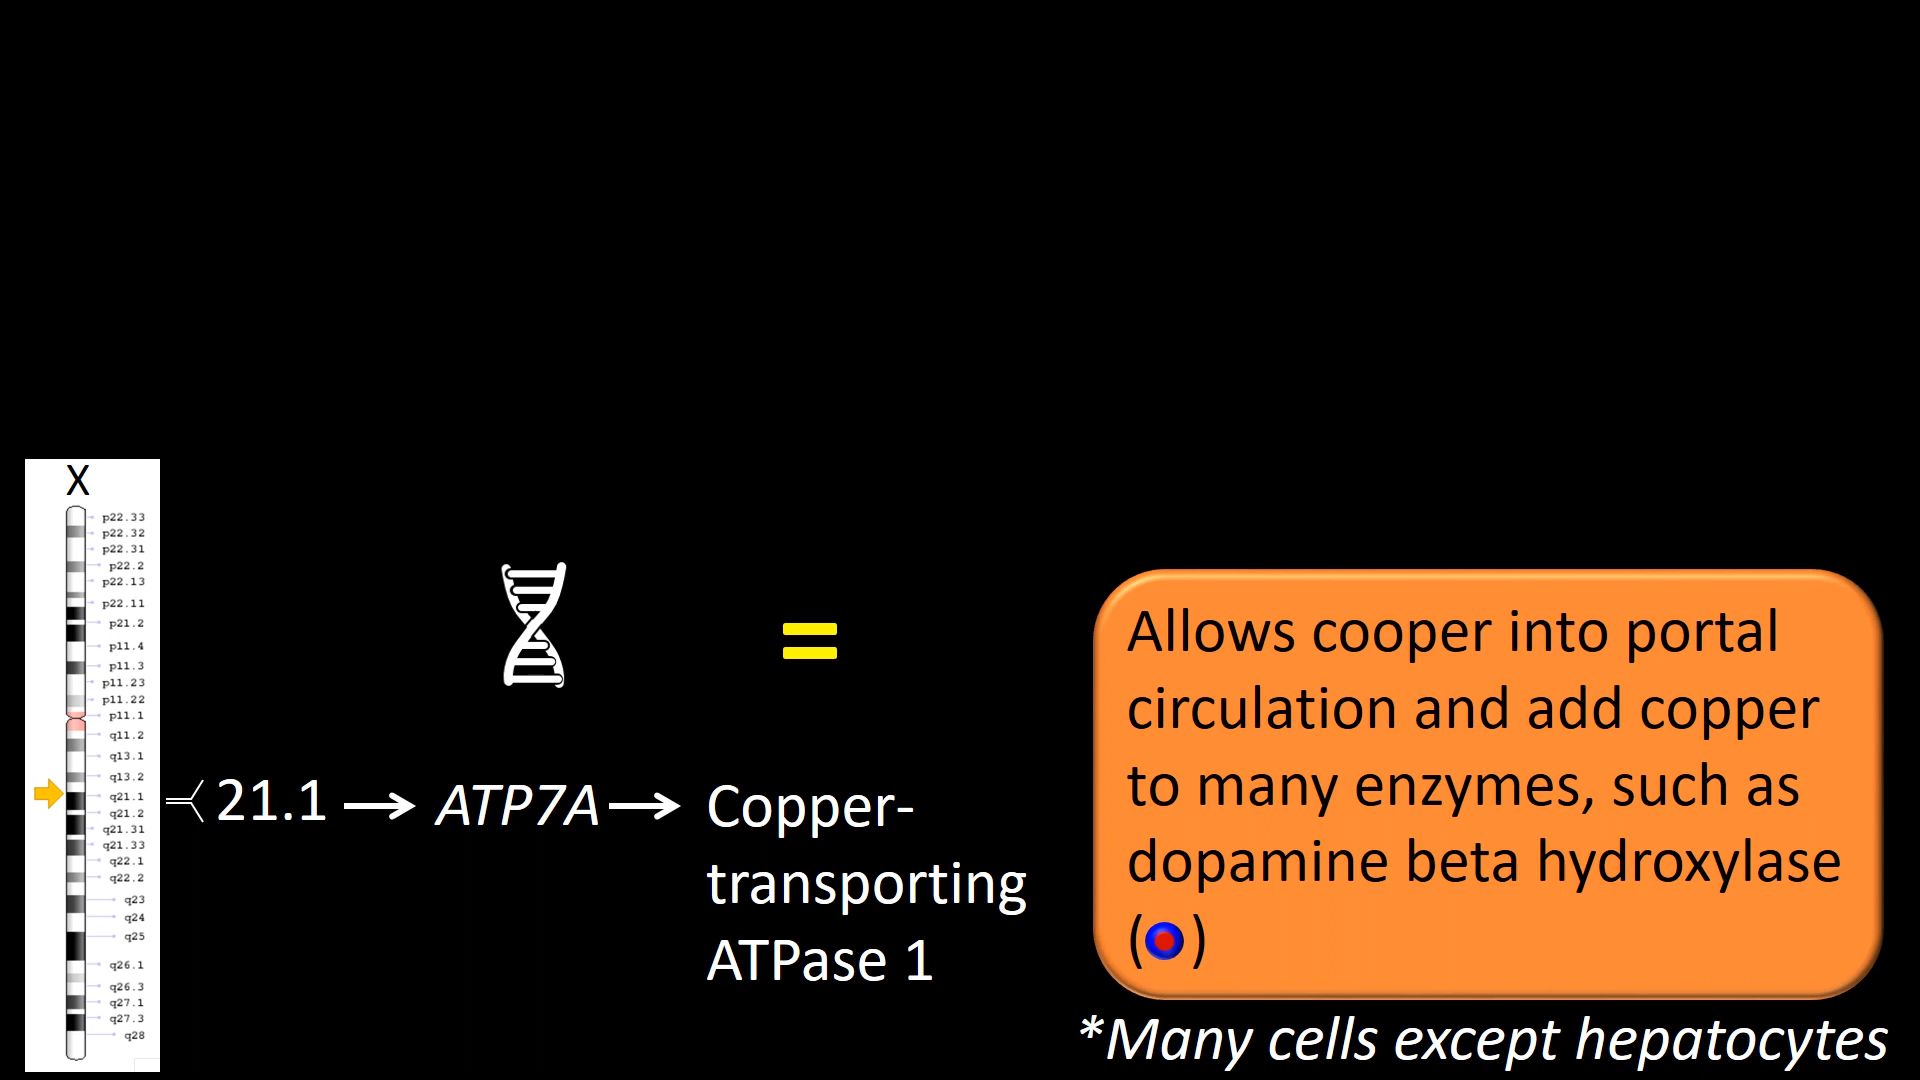 X
p22.33
p22.32
p22.31
p22.2
p22.13
p22.11
p21.2
p11.4
p11.3
p11.23
p11.22
p11.1
q11.2
q13.1
q13.2
q21.1
q21.2
q21.31
q21.33
q22.1
q22.2
q23
q24
q25
q26.1
q26.3
q27.1
q27.3
q28
21.1
ATP7A
Copper-
transporting
ATPase 1
=
Allows cooper into portal
circulation and add copper
to many enzymes, such as
dopamine beta hydroxylase
( )
*Many cells except hepatocytes